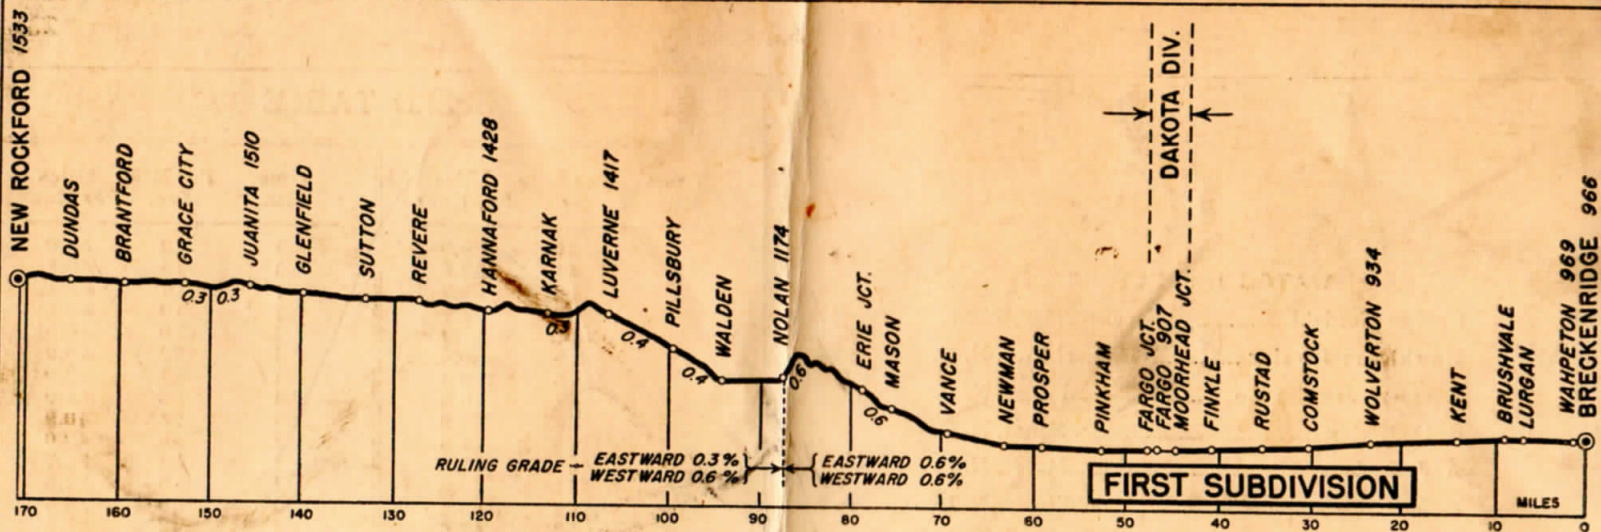 NEW ROCKFORD 1533
DUNDAS
BRANTFORD
GRACE CITY
JUANITA 1510
GLENFIELD
SUTTON
REVERE
HANNAFORD 1428
KARNAK
LUVERNE 1417
PILLSBURY
WALDEN
NOLAN 1174
ERIE JCT.
MASON
VANCE
NEWMAN
PROSPER
PINKHAM
FARGO JCT.
FARGO 907
MOORHEAD JCT.
DAKOTA DIV.
FINKLE
RUSTAD
COMSTOCK
WOLVERTON 934
KENT
BRUSHVALE
LURGAN
WAHPETON 969
BRECKENRIDGE 966
0.3 0.3
0.3
0.4
0.4
0.6
0.6
RULING GRADE
EASTWARD 0.3%
WESTWARD 0.6%
EASTWARD 0.6%
WESTWARD 0.6%
FIRST SUBDIVISION
MILES
170 160 150 140 130 120 110 100 90 80 70 60 50 40 30 20 10 0